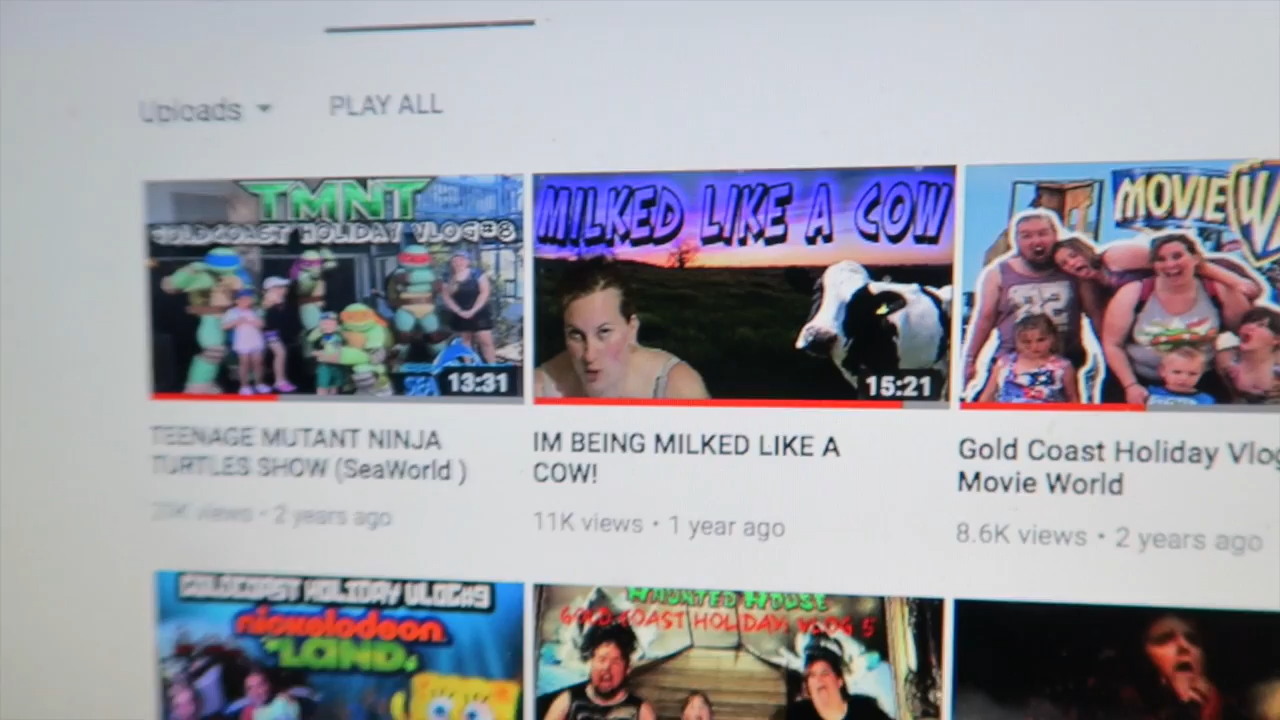 Uploads PLAY ALL
TMNT
GOLDCOAST HOLIDAY VLOG#8
13:31
MILKED LIKE A COW
15:21
MOVIE W
TEENAGE MUTANT NINJA
TURTLES SHOW (SeaWorld )
views • 2 years ago
IM BEING MILKED LIKE A
COW!
11K views • 1 year ago
Gold Coast Holiday Vlog
Movie World
8.6K views • 2 years ago
GOLDCOAST HOLIDAY VLOG#9
nickelodeon
LAND.
HAUNTED HOUSE
GOLD COAST HOLIDAY VLOG 5